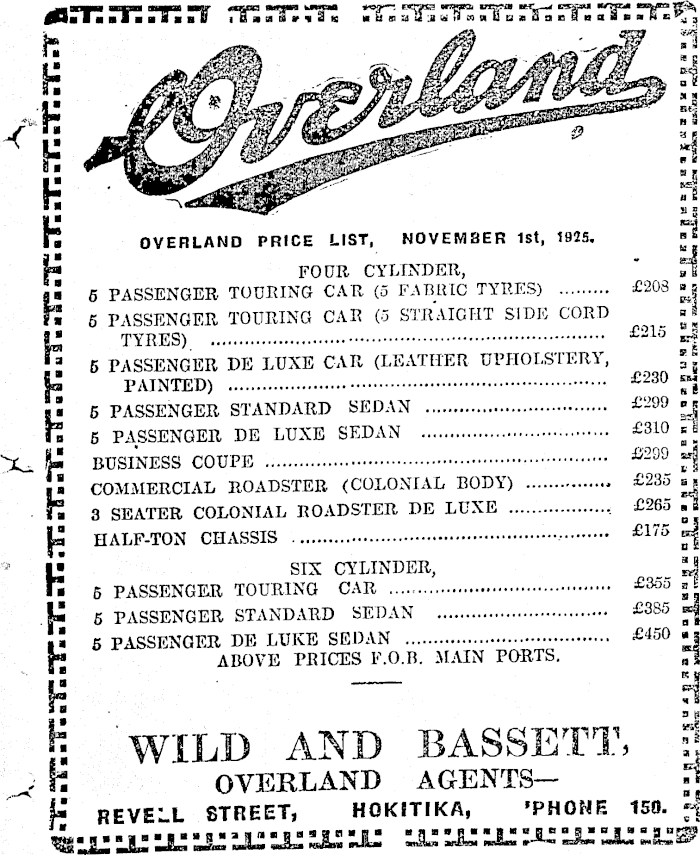 Overland
OVERLAND PRICE LIST, NOVEMBER 1st, 1925.
FOUR CYLINDER,
5 PASSENGER TOURING CAR (5 FABRIC TYRES) ......... £208
5 PASSENGER TOURING CAR (5 STRAIGHT SIDE CORD
TYRES) ............................................................ £215
5 PASSENGER DE LUXE CAR (LEATHER UPHOLSTERY,
PAINTED) ......................................................... £230
5 PASSENGER STANDARD SEDAN ............................ £299
5 PASSENGER DE LUXE SEDAN ............................. £310
BUSINESS COUPE ..................................................... £299
COMMERCIAL ROADSTER (COLONIAL BODY) ............. £235
3 SEATER COLONIAL ROADSTER DE LUXE ................ £265
HALF-TON CHASSIS ................................................ £175
SIX CYLINDER,
5 PASSENGER TOURING CAR .................................. £355
5 PASSENGER STANDARD SEDAN ........................... £385
5 PASSENGER DE LUKE SEDAN .............................. £450
ABOVE PRICES F.O.B. MAIN PORTS.
WILD AND BASSETT,
OVERLAND AGENTS—
REVELL STREET, HOKITIKA, 'PHONE 150.